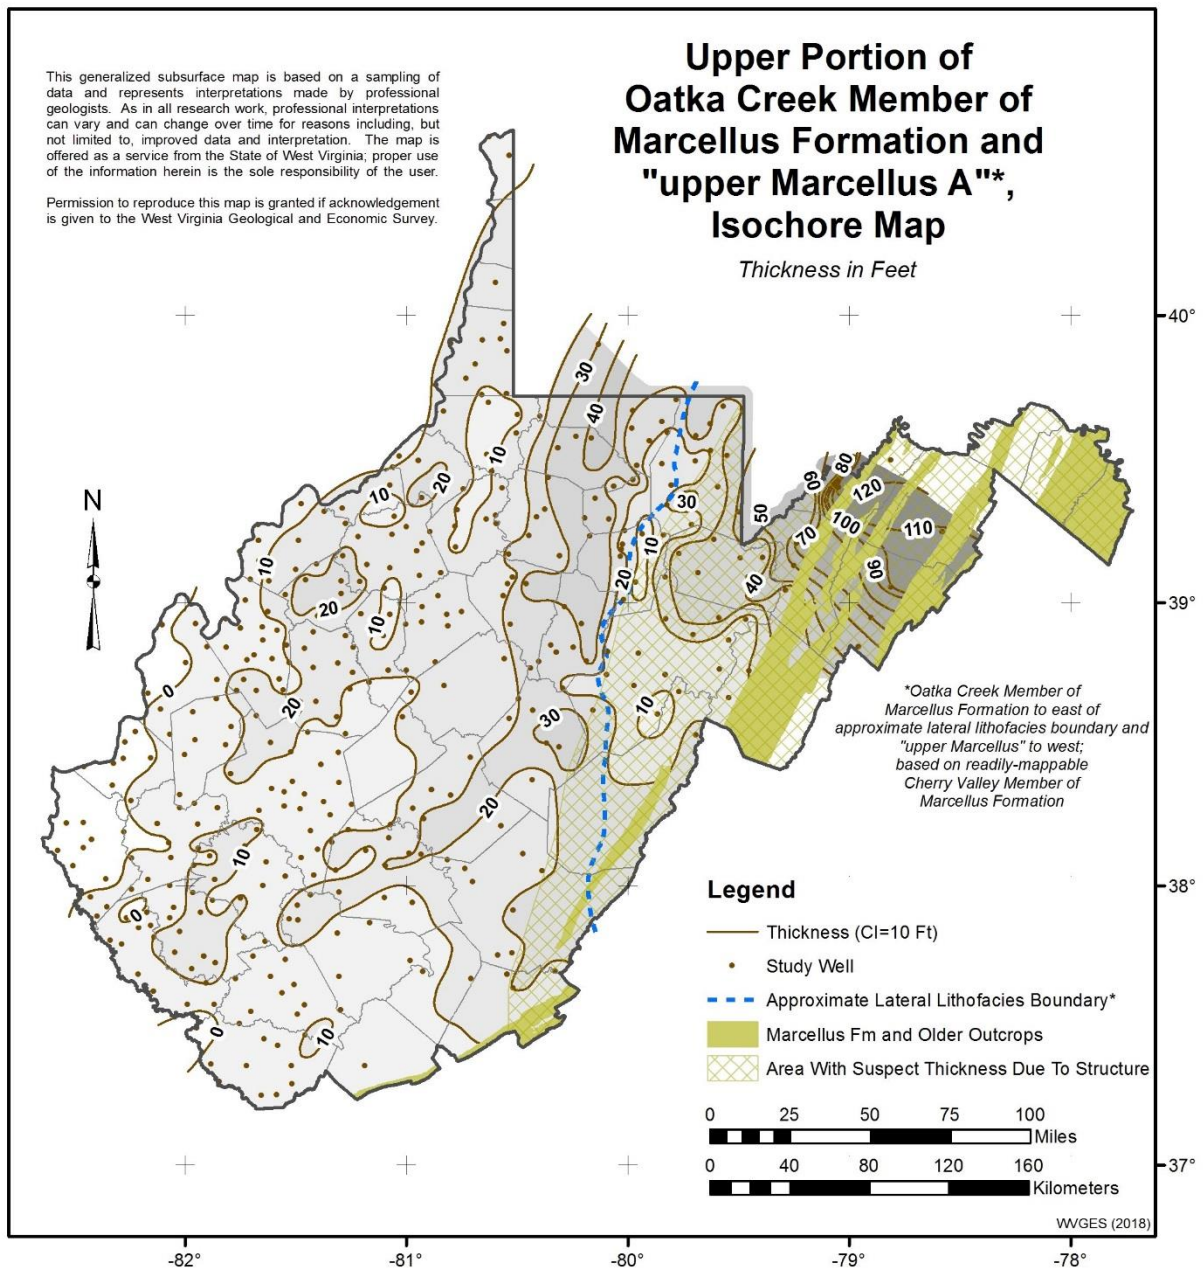 This generalized subsurface map is based on a sampling of
data and represents interpretations made by professional
geologists. As in all research work, professional interpretations
can vary and can change over time for reasons including, but
not limited to, improved data and interpretation. The map is
offered as a service from the State of West Virginia; proper use
of the information herein is the sole responsibility of the user.
Permission to reproduce this map is granted if acknowledgement
is given to the West Virginia Geological and Economic Survey.
Upper Portion of
Oatka Creek Member of
Marcellus Formation and
"upper Marcellus A"*,
Isochore Map
Thickness in Feet
40°
30
40
10
20
10
N
60
80
120
30
50
100
110
70
10
10
20
40
90
20
10
39°
0
20
10
30
*Oatka Creek Member of
Marcellus Formation to east of
approximate lateral lithofacies boundary and
"upper Marcellus" to west;
based on readily-mappable
Cherry Valley Member of
Marcellus Formation
20
10
38°
0
0
10
Legend
Thickness (CI=10 Ft)
Study Well
Approximate Lateral Lithofacies Boundary*
Marcellus Fm and Older Outcrops
Area With Suspect Thickness Due To Structure
0 25 50 75 100
Miles
0 40 80 120 160
Kilometers
37°
WVGES (2018)
-82° -81° -80° -79° -78°